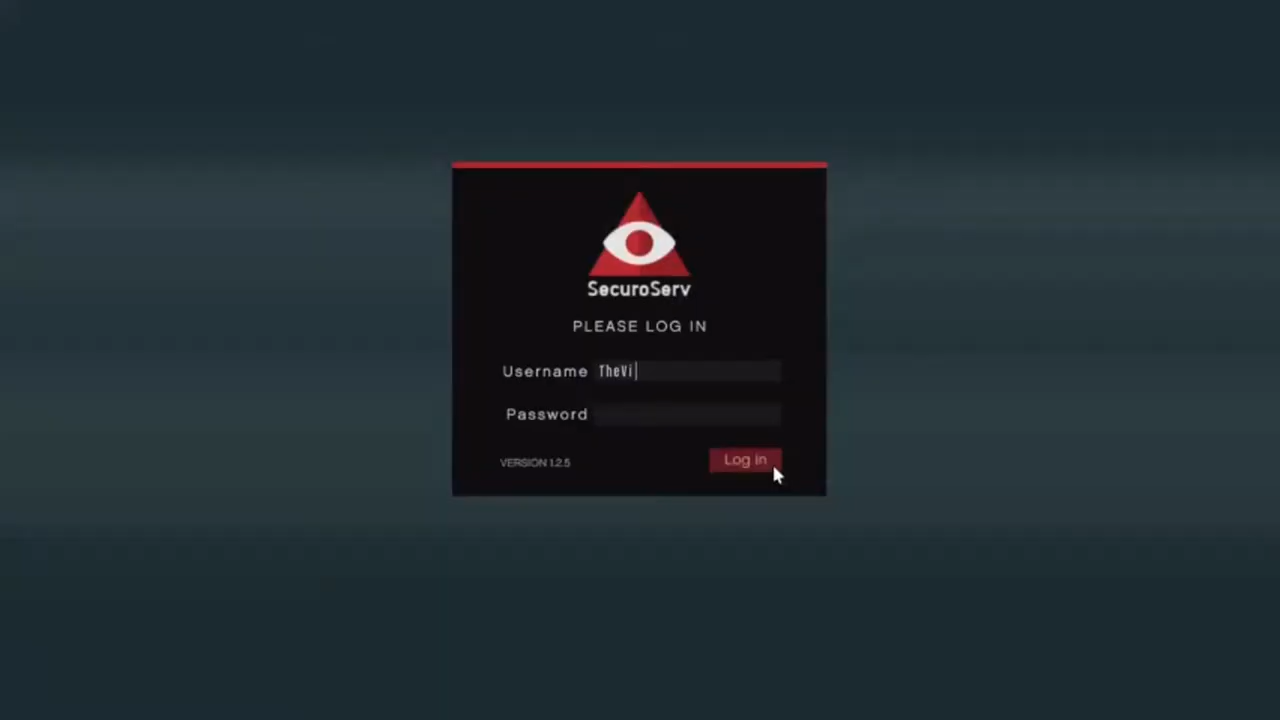 SecuroServ
PLEASE LOG IN
Username TheVi
Password
VERSION 1.2.5 Log in